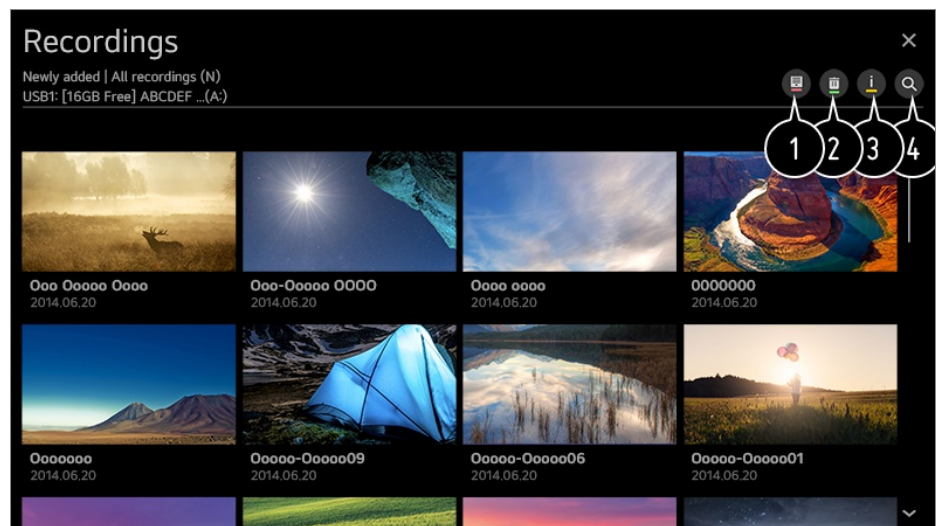 Recordings
Newly added | All recordings (N)
USB1: [16GB Free] ABCDEF ...(A:)
1 2 3 4
Ooo Ooooo Oooo
2014.06.20
Ooo-Ooooo OOOO
2014.06.20
Oooo oooo
2014.06.20
OOOOOOO
2014.06.20
Ooooooo
2014.06.20
Ooooo-Ooooo09
2014.06.20
Ooooo-Ooooo06
2014.06.20
Ooooo-Ooooo01
2014.06.20